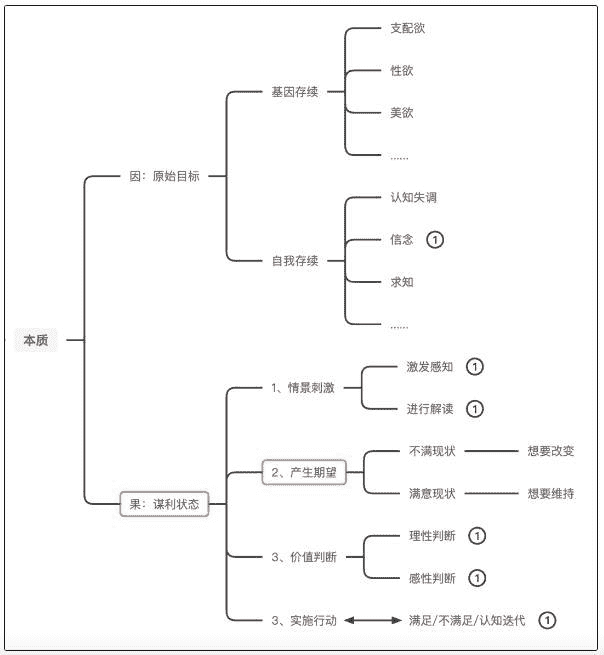 支配欲
性欲
基因存续
美欲
......
因：原始目标
认知失调
信念 1
自我存续
求知
......
本质
激发感知 1
1、情景刺激
进行解读 1
不满现状 想要改变
2、产生期望
满意现状 想要维持
果：谋利状态
理性判断 1
3、价值判断
感性判断 1
3、实施行动 满足/不满足/认知迭代 1